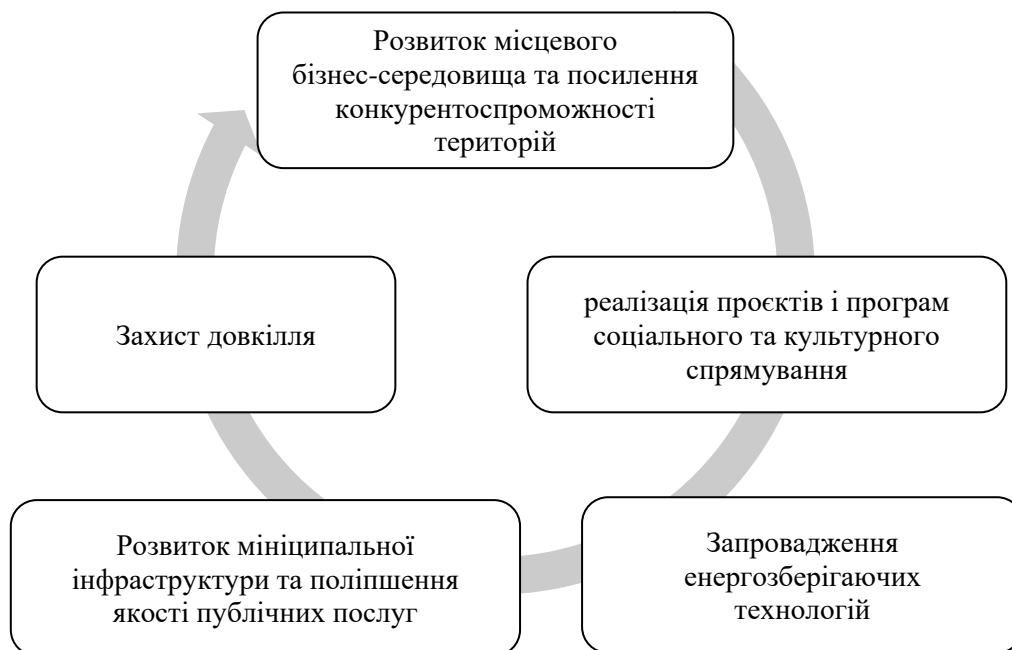 Розвиток місцевого
бізнес-середовища та посилення
конкурентоспроможності
територій
реалізація проєктів і програм
соціального та культурного
спрямування
Запровадження
енергозберігаючих
технологій
Розвиток мініципальної
інфраструктури та поліпшення
якості публічних послуг
Захист довкілля